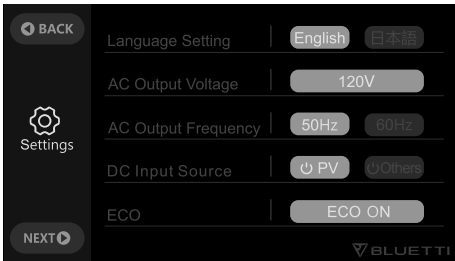 BACK
Language Setting English 日本語
AC Output Voltage 120V
AC Output Frequency 50Hz 60Hz
Settings
DC Input Source PV Others
ECO ECO ON
NEXT
BLUETTI